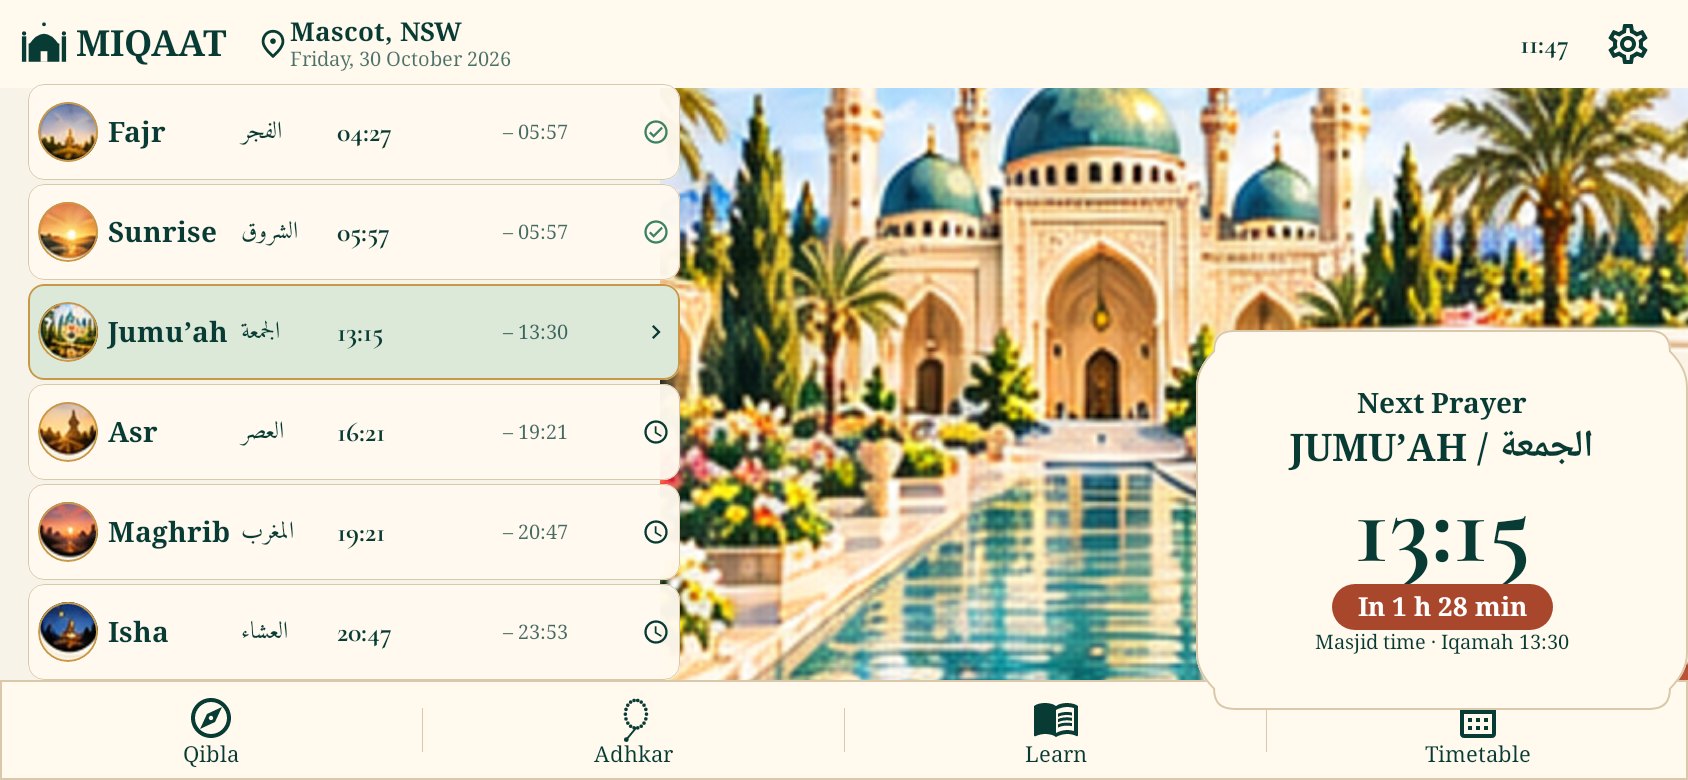 MIQAAT
Mascot, NSW
Friday, 30 October 2026
11:47
Fajr الفجر 04:27 – 05:57
Sunrise الشروق 05:57 – 05:57
Jumu’ah الجمعة 13:15 – 13:30
Asr العصر 16:21 – 19:21
Maghrib المغرب 19:21 – 20:47
Isha العشاء 20:47 – 23:53
Next Prayer
JUMU’AH / الجمعة
13:15
In 1 h 28 min
Masjid time · Iqamah 13:30
Qibla
Adhkar
Learn
Timetable